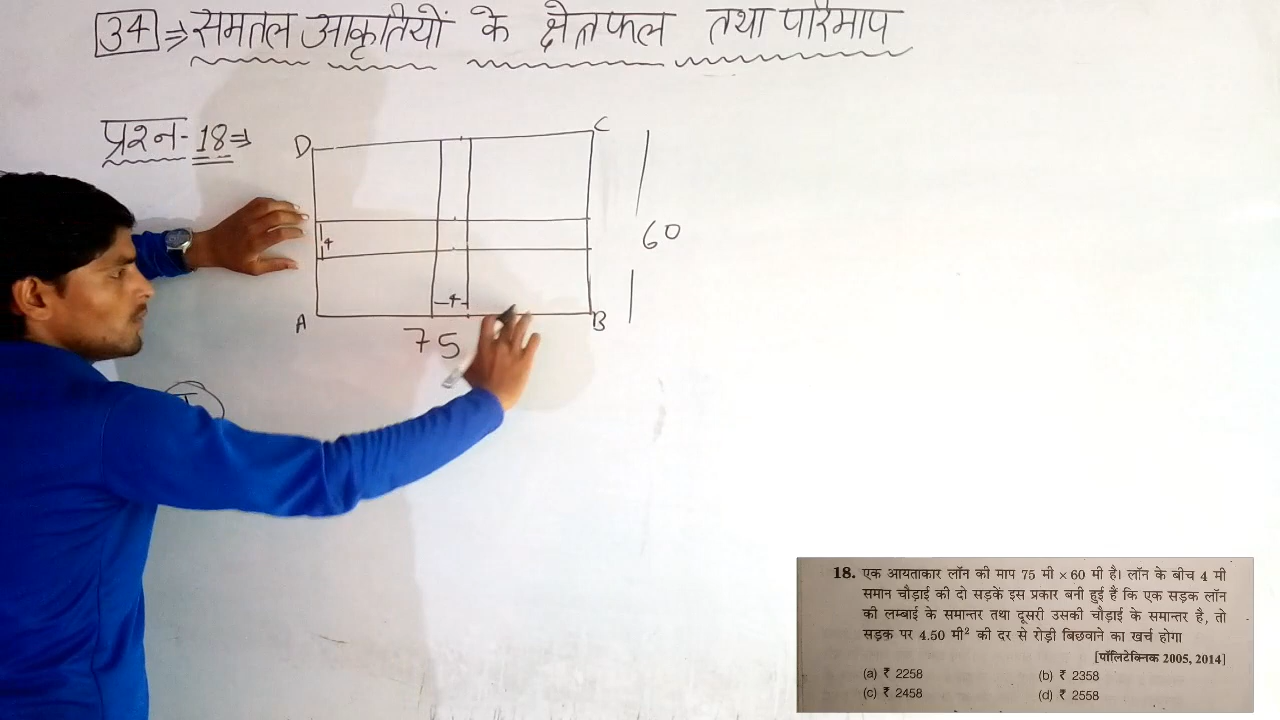 34 ⇒ समतल आकृतियों के क्षेत्रफल तथा परिमाप
प्रश्न- 18 ⇒
D
C
4
60
4
A
B
75
18. एक आयताकार लॉन की माप 75 मी × 60 मी है। लॉन के बीच 4 मी
समान चौड़ाई की दो सड़कें इस प्रकार बनी हुई हैं कि एक सड़क लॉन
की लम्बाई के समान्तर तथा दूसरी उसकी चौड़ाई के समान्तर है, तो
सड़क पर 4.50 मी² की दर से रोड़ी बिछवाने का खर्च होगा
[पॉलिटेक्निक 2005, 2014]
(a) ₹ 2258 (b) ₹ 2358
(c) ₹ 2458 (d) ₹ 2558